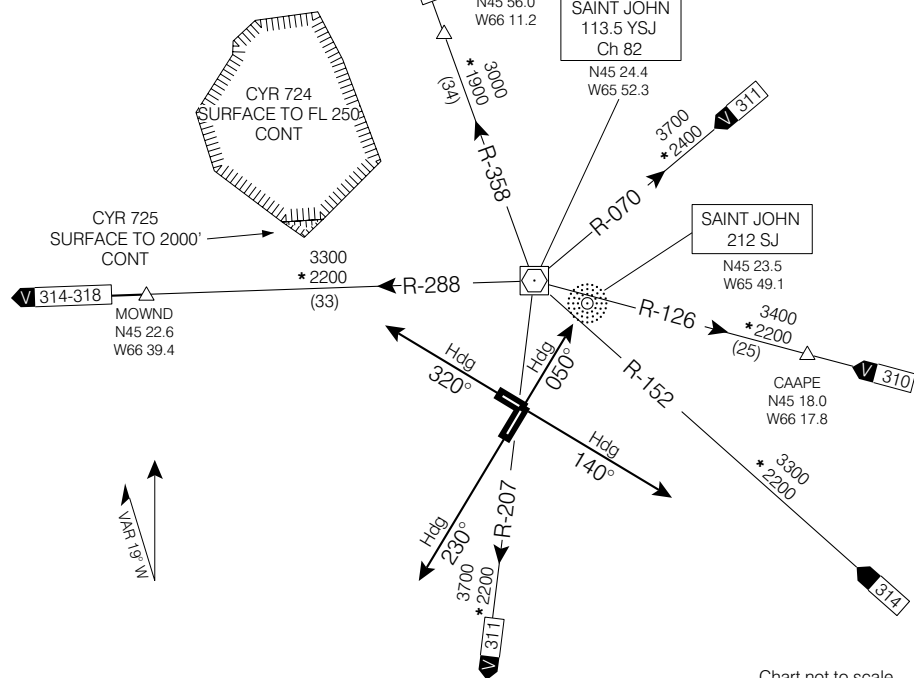 N45 56.0
W66 11.2
SAINT JOHN
113.5 YSJ
Ch 82
N45 24.4
W65 52.3
CYR 724
SURFACE TO FL 250
CONT
3000
*1900
(34)
R-358
3700
*2400
V 311
R-070
CYR 725
SURFACE TO 2000'
CONT
SAINT JOHN
212 SJ
N45 23.5
W65 49.1
3300
*2200
(33)
R-288
V 314-318
MOWND
N45 22.6
W66 39.4
R-126
3400
*2200
(25)
V 310
CAAPE
N45 18.0
W66 17.8
Hdg
320°
Hdg
050°
R-152
3300
*2200
314
Hdg
140°
Hdg
230°
R-207
3700
*2200
V 311
VAR 19° W
Chart not to scale